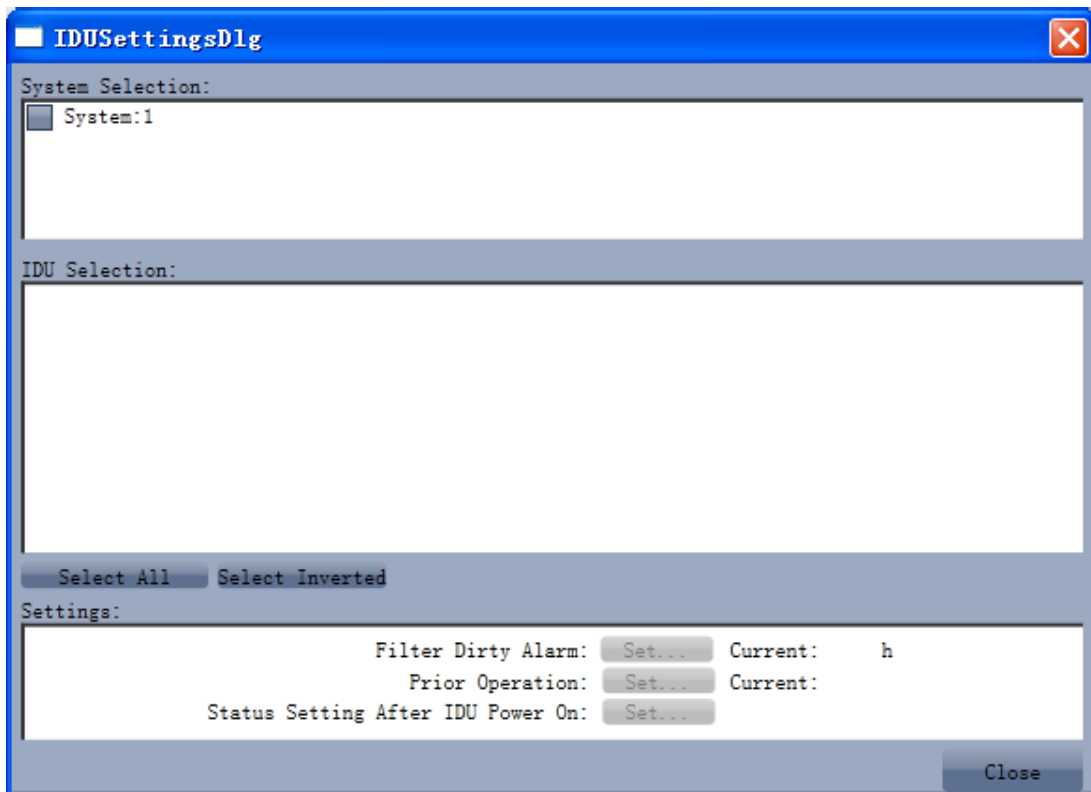 IDUSettingsDlg
System Selection:
System:1
IDU Selection:
Select All Select Inverted
Settings:
Filter Dirty Alarm: Set... Current: h
Prior Operation: Set... Current:
Status Setting After IDU Power On: Set...
Close